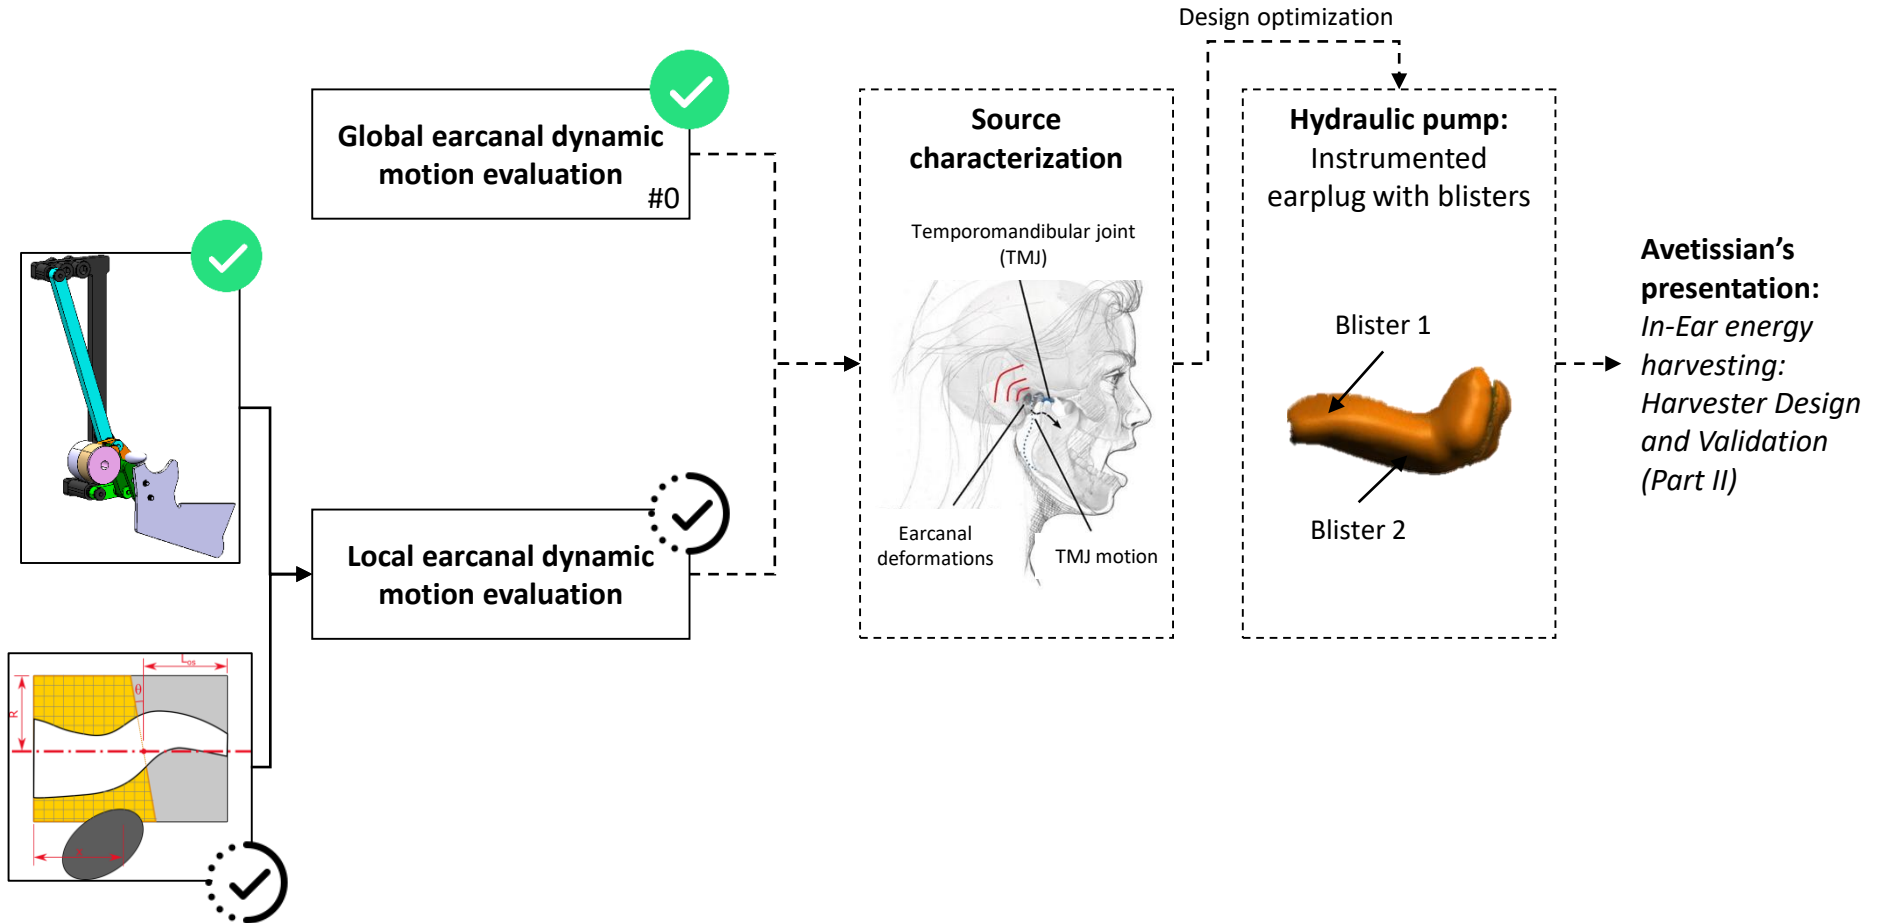 Design optimization
Global earcanal dynamic
motion evaluation
#0
Source
characterization
Temporomandibular joint
(TMJ)
Earcanal
deformations
TMJ motion
Hydraulic pump:
Instrumented
earplug with blisters
Blister 1
Blister 2
Avetissian's
presentation:
In-Ear energy
harvesting:
Harvester Design
and Validation
(Part II)
Local earcanal dynamic
motion evaluation
Los
θ
R